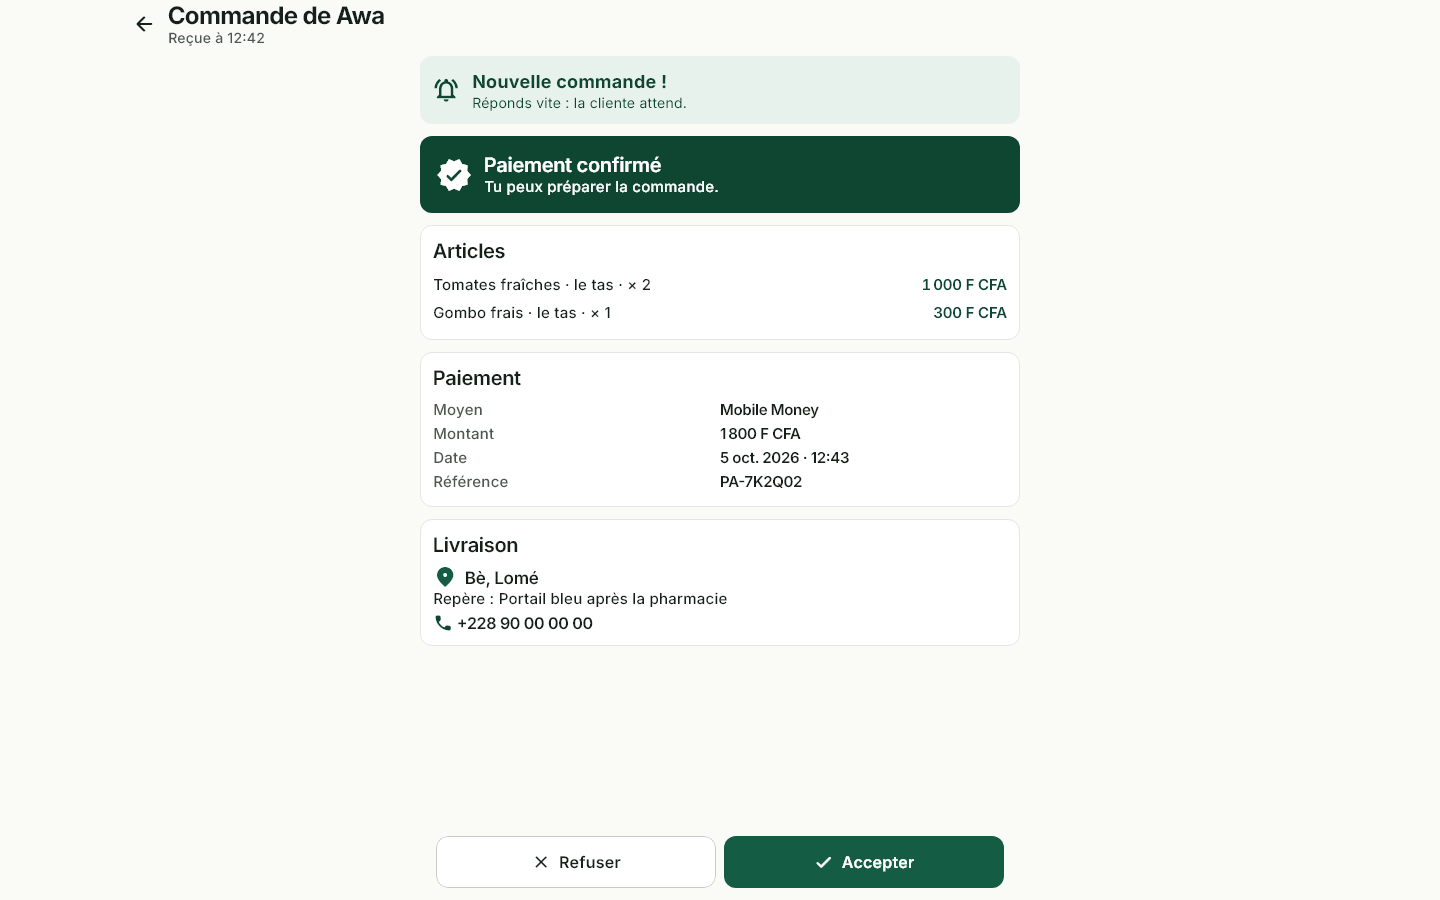 Commande de Awa
Reçue à 12:42
Nouvelle commande !
Réponds vite : la cliente attend.
Paiement confirmé
Tu peux préparer la commande.
Articles
Tomates fraîches · le tas · × 2 1 000 F CFA
Gombo frais · le tas · × 1 300 F CFA
Paiement
Moyen Mobile Money
Montant 1 800 F CFA
Date 5 oct. 2026 · 12:43
Référence PA-7K2Q02
Livraison
Bè, Lomé
Repère : Portail bleu après la pharmacie
+228 90 00 00 00
Refuser Accepter